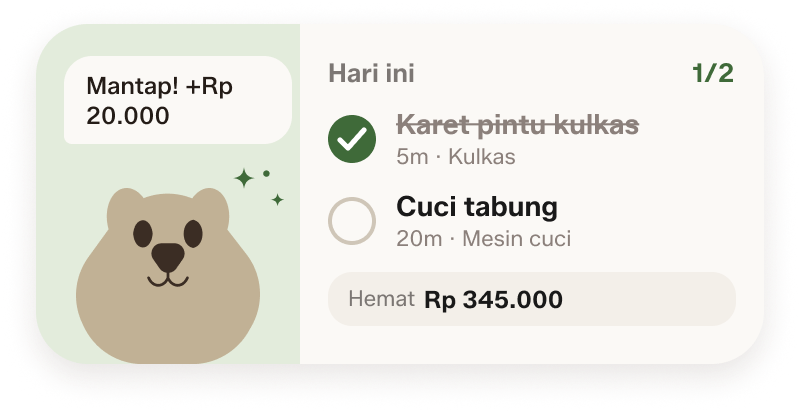 Mantap! +Rp
20.000
Hari ini
1/2
Karet pintu kulkas
5m · Kulkas
Cuci tabung
20m · Mesin cuci
Hemat Rp 345.000